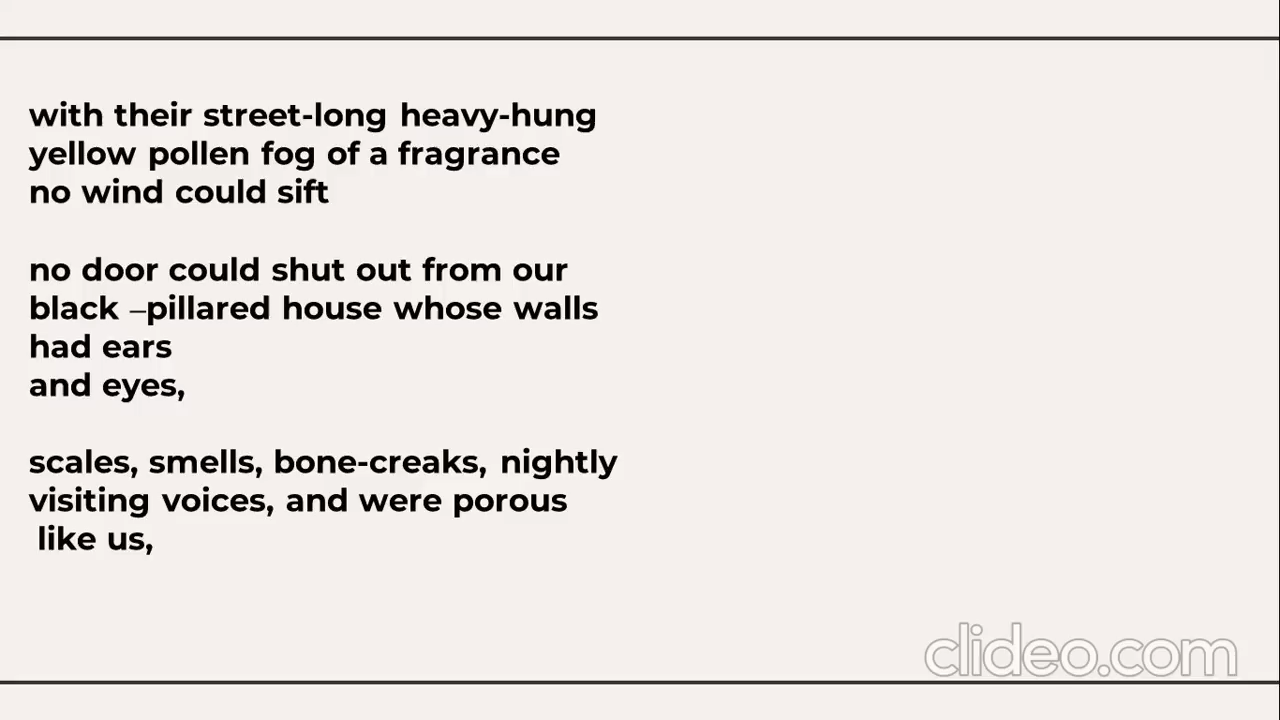 with their street-long heavy-hung
yellow pollen fog of a fragrance
no wind could sift
no door could shut out from our
black –pillared house whose walls
had ears
and eyes,
scales, smells, bone-creaks, nightly
visiting voices, and were porous
like us,
clideo.com